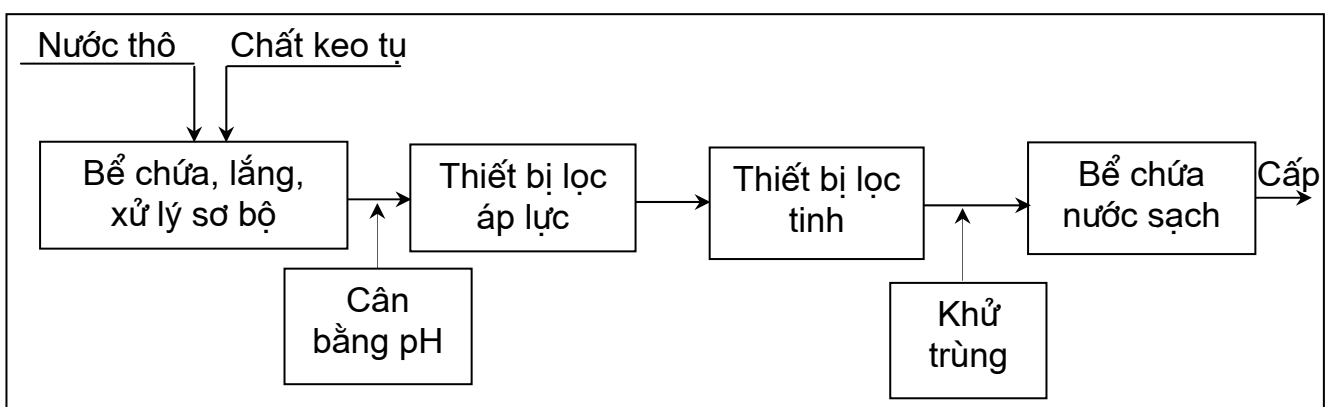 Nước thô
Chất keo tụ
Bể chứa, lắng,
xử lý sơ bộ
Cân
bằng pH
Thiết bị lọc
áp lực
Thiết bị lọc
tinh
Khử
trùng
Bể chứa
nước sạch
Cấp